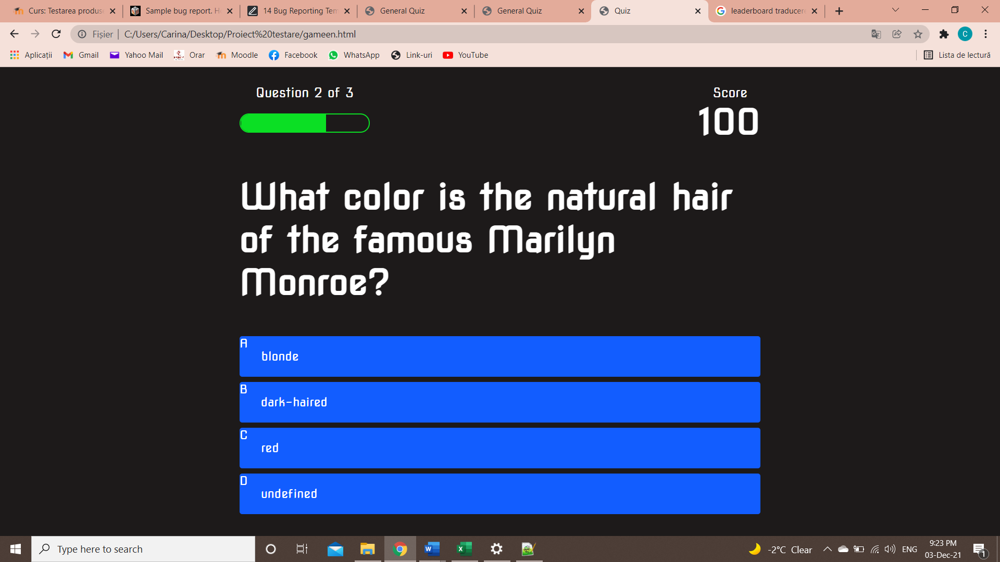 Curs: Testarea produse
Sample bug report. H
14 Bug Reporting Tem
General Quiz
General Quiz
Quiz
leaderboard traducere
Fișier
C:/Users/Carina/Desktop/Proiect%20testare/gameen.html
C
Aplicații
Gmail
Yahoo Mail
Orar
Moodle
Facebook
WhatsApp
Link-uri
YouTube
Lista de lectură
Question 2 of 3
Score
100
What color is the natural hair
of the famous Marilyn
Monroe?
A
blonde
B
dark-haired
C
red
D
undefined
Type here to search
-2°C Clear
ENG
9:23 PM
03-Dec-21
1